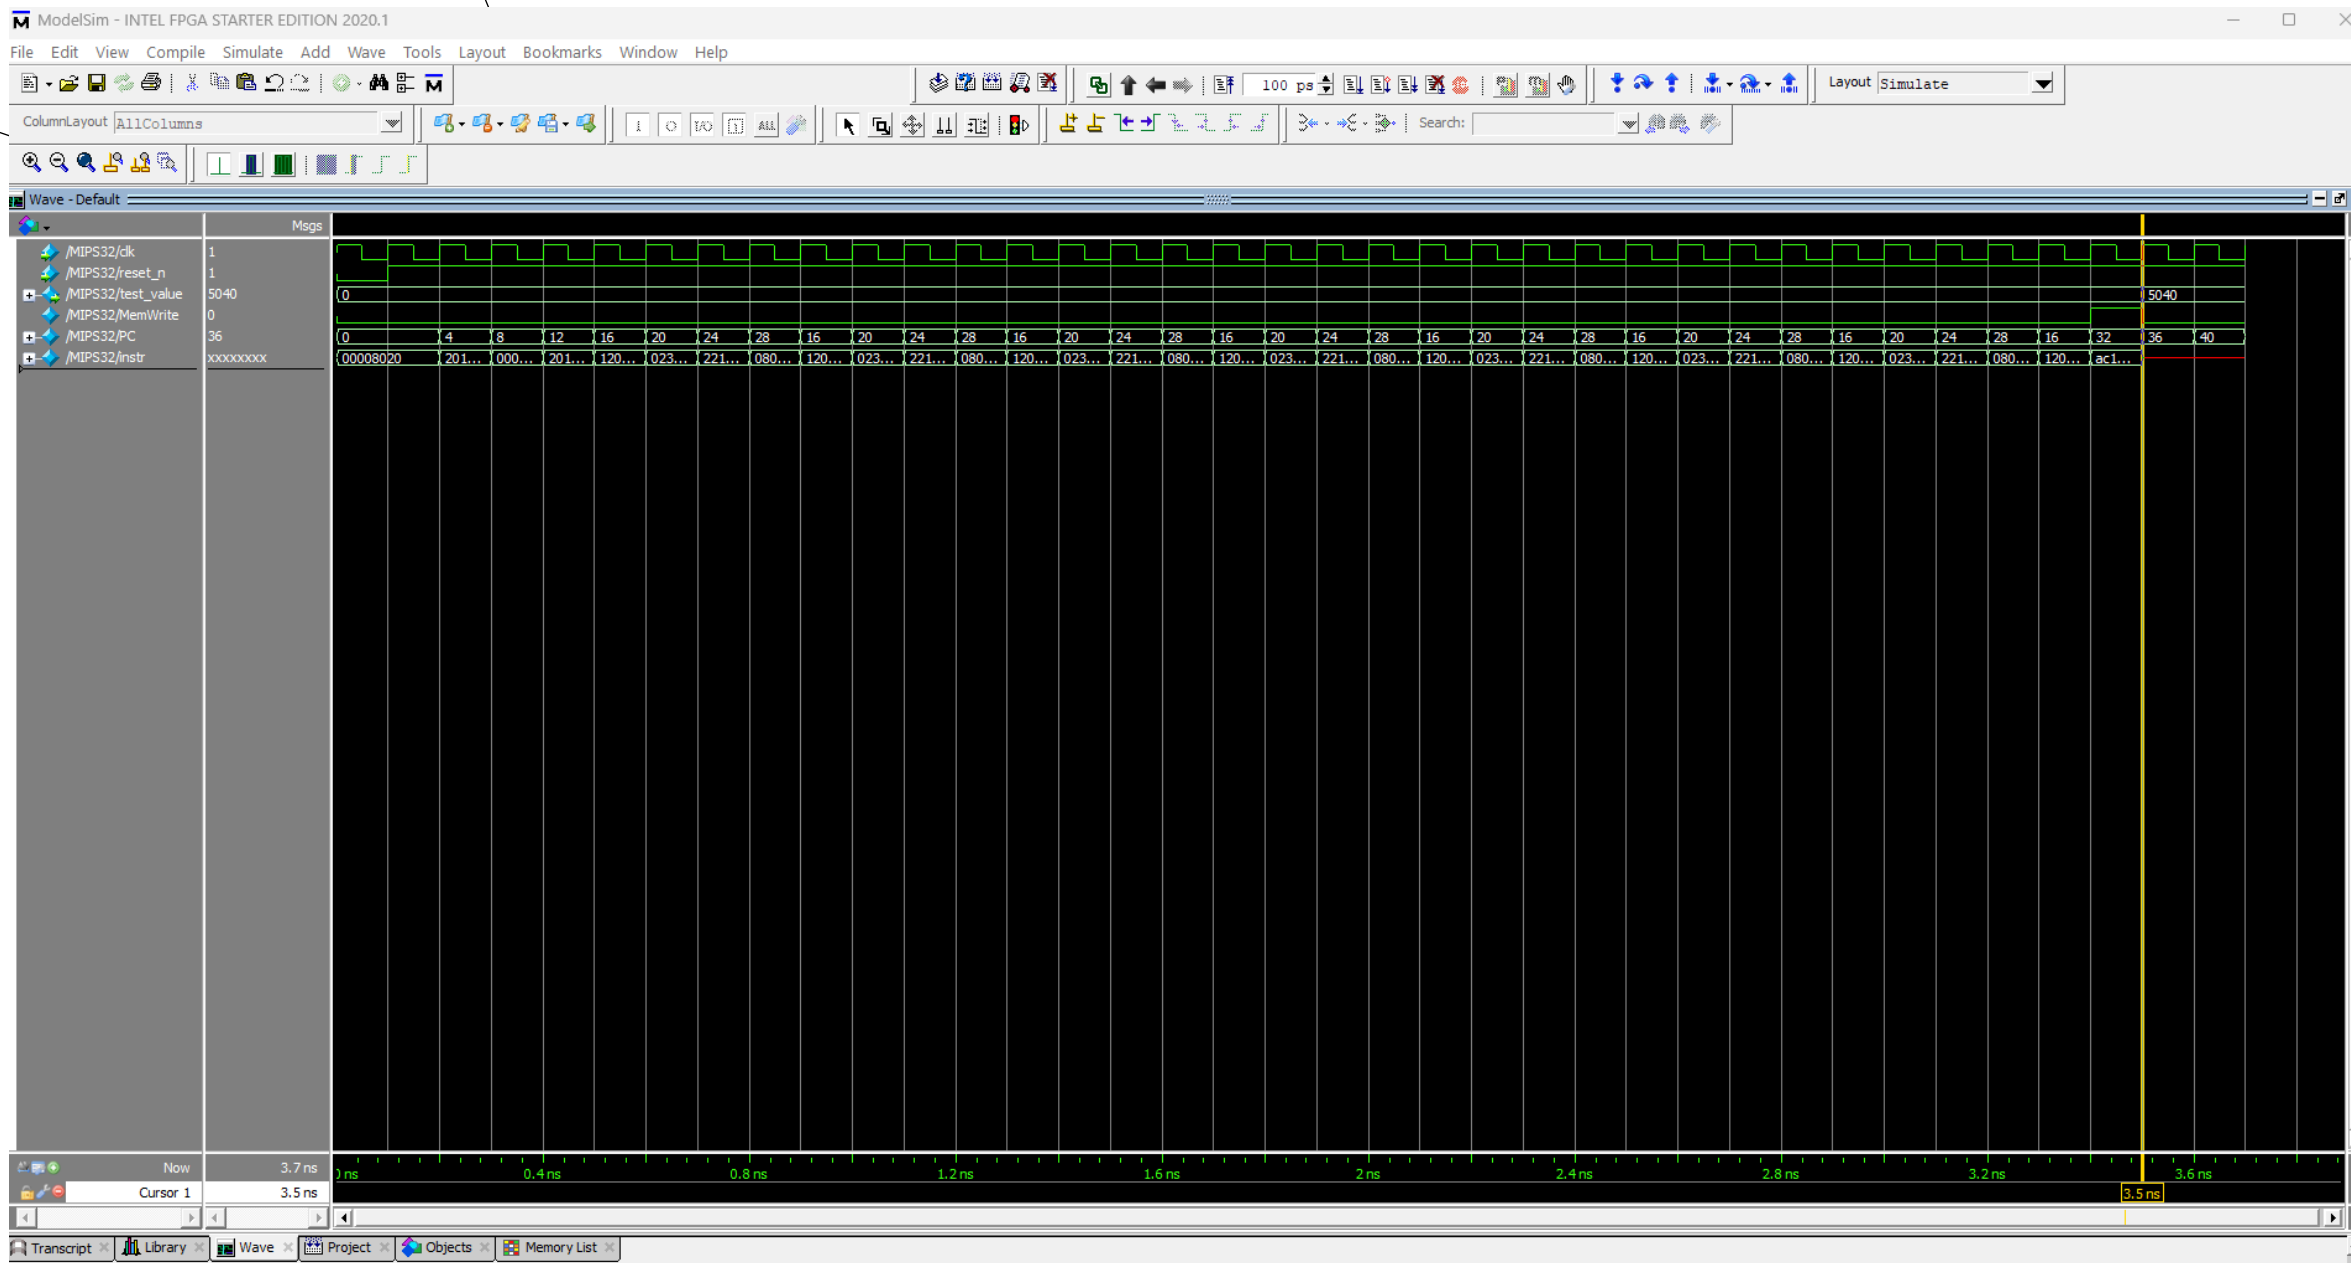 ModelSim - INTEL FPGA STARTER EDITION 2020.1
File Edit View Compile Simulate Add Wave Tools Layout Bookmarks Window Help
100 ps Layout Simulate
ColumnLayout AllColumns Search:
Wave - Default
Msgs
/MIPS32/clk 1
/MIPS32/reset_n 1
/MIPS32/test_value 5040 0 5040
/MIPS32/MemWrite 0
/MIPS32/PC 36 0 4 8 12 16 20 24 28 16 20 24 28 16 20 24 28 16 20 24 28 16 20 24 28 16 20 24 28 16 20 24 28 16 32 36 40
/MIPS32/instr xxxxxxxx 00008020 201... 000... 201... 120... 023... 221... 080... 120... 023... 221... 080... 120... 023... 221... 080... 120... 023... 221... 080... 120... 023... 221... 080... 120... 023... 221... 080... 120... 023... 221... 080... 120... ac1...
Now 3.7 ns 0.4 ns 0.8 ns 1.2 ns 1.6 ns 2 ns 2.4 ns 2.8 ns 3.2 ns 3.6 ns
Cursor 1 3.5 ns 3.5 ns
Transcript Library Wave Project Objects Memory List